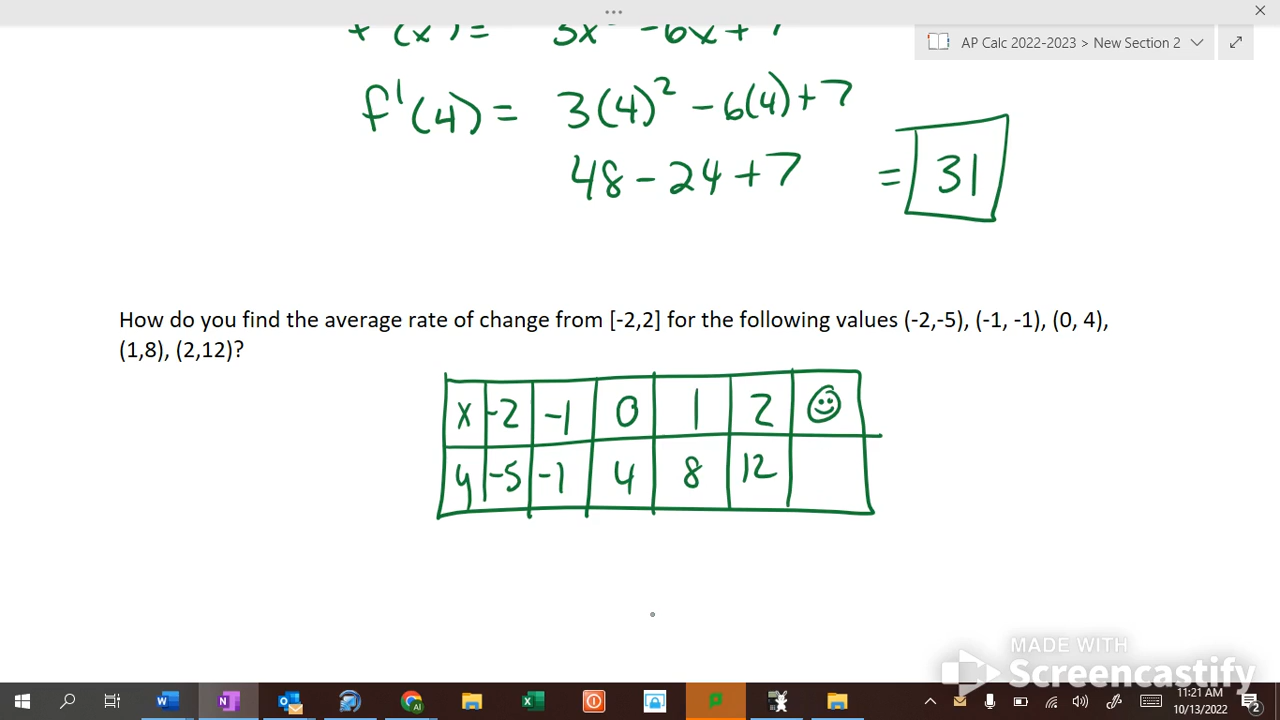 AP Calc 2022-2023 > New Section 2
f'(4) = 3(4)² - 6(4) + 7
48 - 24 + 7 = 31
How do you find the average rate of change from [-2,2] for the following values (-2,-5), (-1, -1), (0, 4),
(1,8), (2,12)?
x -2 -1 0 1 2
y -5 -1 4 8 12
MADE WITH
Screencastify
11:21 AM
10/13/2022